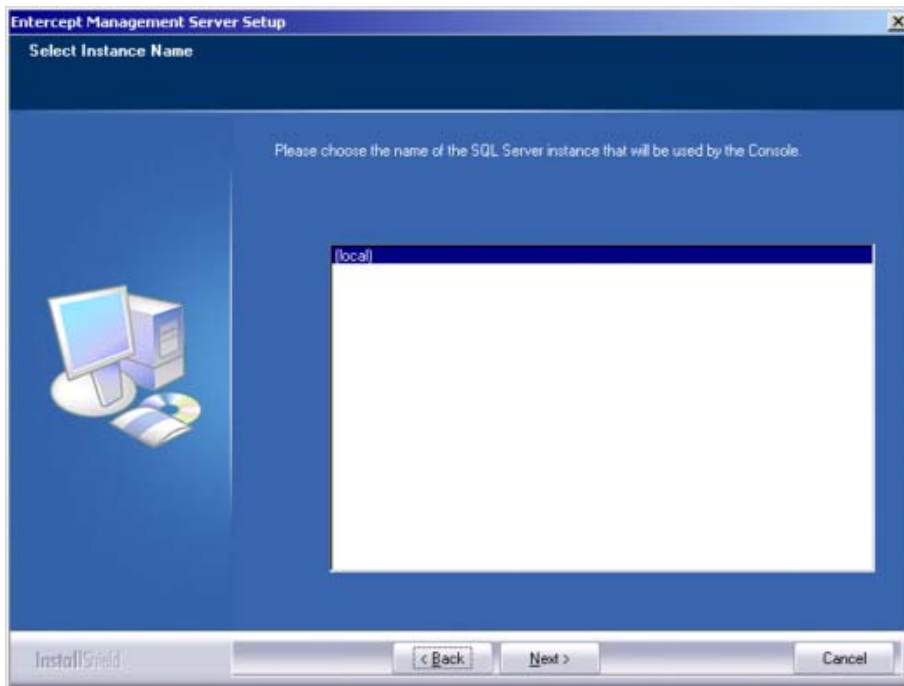 Entercept Management Server Setup
Select Instance Name
Please choose the name of the SQL Server instance that will be used by the Console.
(local)
InstallShield
< Back
Next >
Cancel